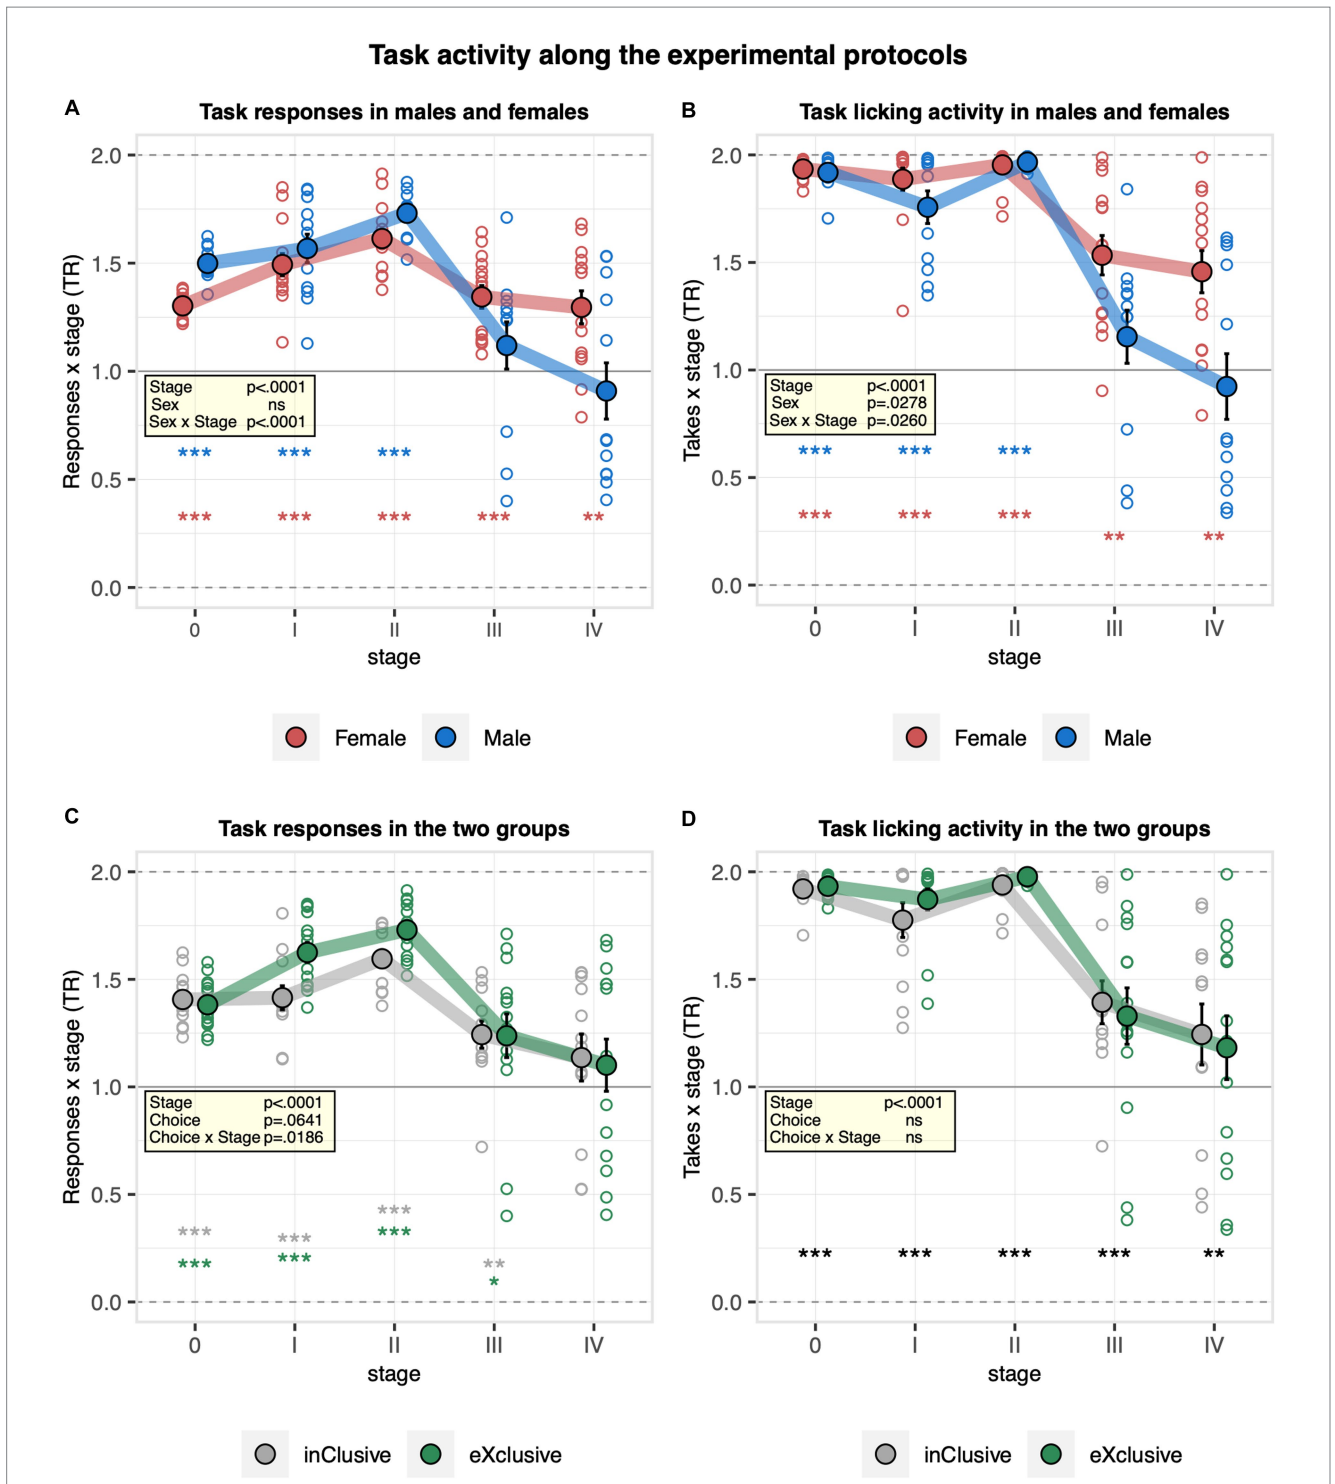 Task activity along the experimental protocols
A
Task responses in males and females
Responses x stage (TR)
2.0
1.5
1.0
0.5
0.0
Stage p<.0001
Sex ns
Sex x Stage p<.0001
*** *** ***
*** *** *** *** **
0 I II III IV
stage
Female Male
B
Task licking activity in males and females
Takes x stage (TR)
2.0
1.5
1.0
0.5
0.0
Stage p<.0001
Sex p=.0278
Sex x Stage p=.0260
*** *** ***
*** *** ***
** **
0 I II III IV
stage
Female Male
C
Task responses in the two groups
Responses x stage (TR)
2.0
1.5
1.0
0.5
0.0
Stage p<.0001
Choice p=.0641
Choice x Stage p=.0186
*** *** *** **
*** *** *** *
0 I II III IV
stage
inClusive eXclusive
D
Task licking activity in the two groups
Takes x stage (TR)
2.0
1.5
1.0
0.5
0.0
Stage p<.0001
Choice ns
Choice x Stage ns
*** *** *** *** **
0 I II III IV
stage
inClusive eXclusive